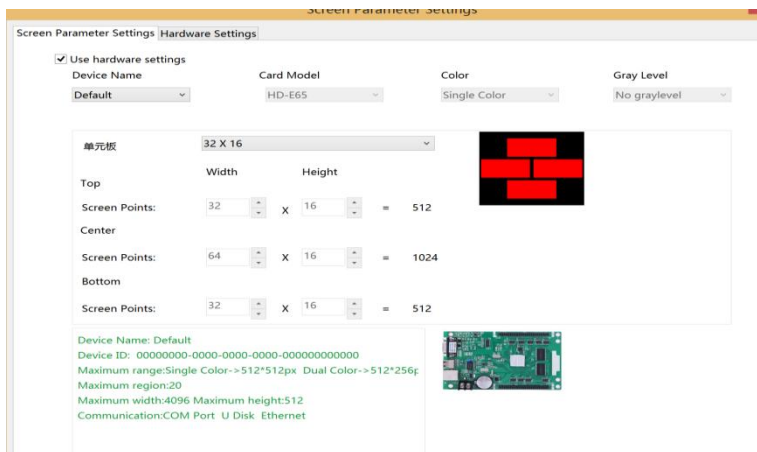 Screen Parameter Settings
Screen Parameter Settings Hardware Settings
Use hardware settings
Device Name Card Model Color Gray Level
Default HD-E65 Single Color No graylevel
单元板 32 X 16
Width Height
Top
Screen Points: 32 X 16 = 512
Center
Screen Points: 64 X 16 = 1024
Bottom
Screen Points: 32 X 16 = 512
Device Name: Default
Device ID: 00000000-0000-0000-0000-000000000000
Maximum range:Single Color->512*512px Dual Color->512*256p
Maximum region:20
Maximum width:4096 Maximum height:512
Communication:COM Port U Disk Ethernet